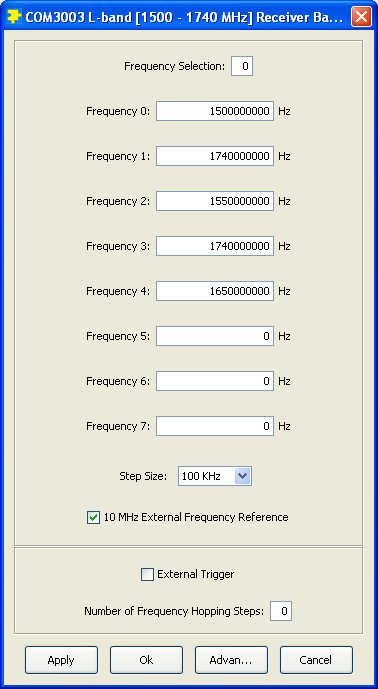 COM3003 L-band [1500 - 1740 MHz] Receiver Ba...
Frequency Selection: 0
Frequency 0: 1500000000 Hz
Frequency 1: 1740000000 Hz
Frequency 2: 1550000000 Hz
Frequency 3: 1740000000 Hz
Frequency 4: 1650000000 Hz
Frequency 5: 0 Hz
Frequency 6: 0 Hz
Frequency 7: 0 Hz
Step Size: 100 KHz
10 MHz External Frequency Reference
External Trigger
Number of Frequency Hopping Steps: 0
Apply Ok Advan... Cancel